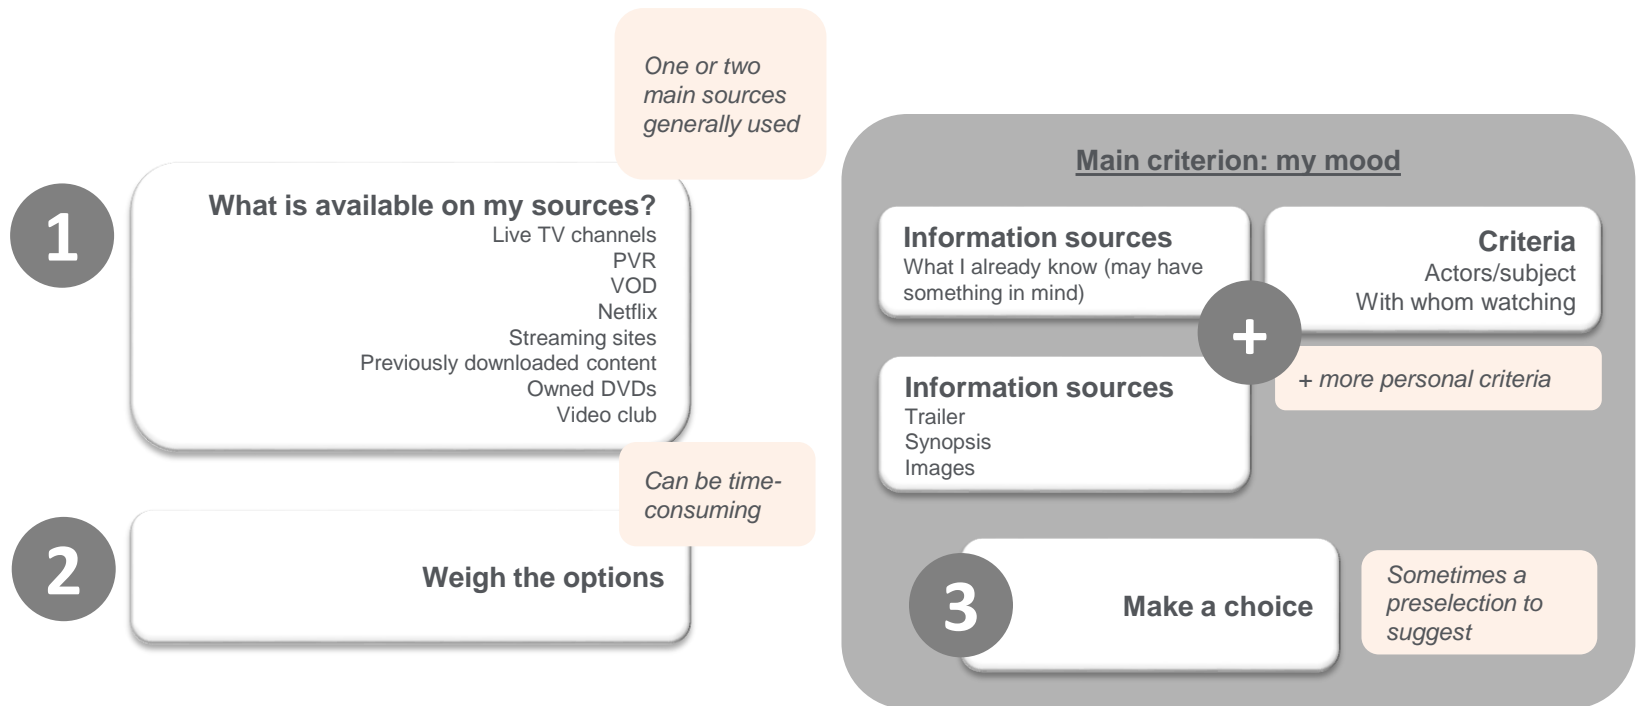 One or two
main sources
generally used
1
What is available on my sources?
Live TV channels
PVR
VOD
Netflix
Streaming sites
Previously downloaded content
Owned DVDs
Video club
Can be time-
consuming
2
Weigh the options
Main criterion: my mood
Information sources
What I already know (may have
something in mind)
+
Criteria
Actors/subject
With whom watching
+ more personal criteria
Information sources
Trailer
Synopsis
Images
3
Make a choice
Sometimes a
preselection to
suggest